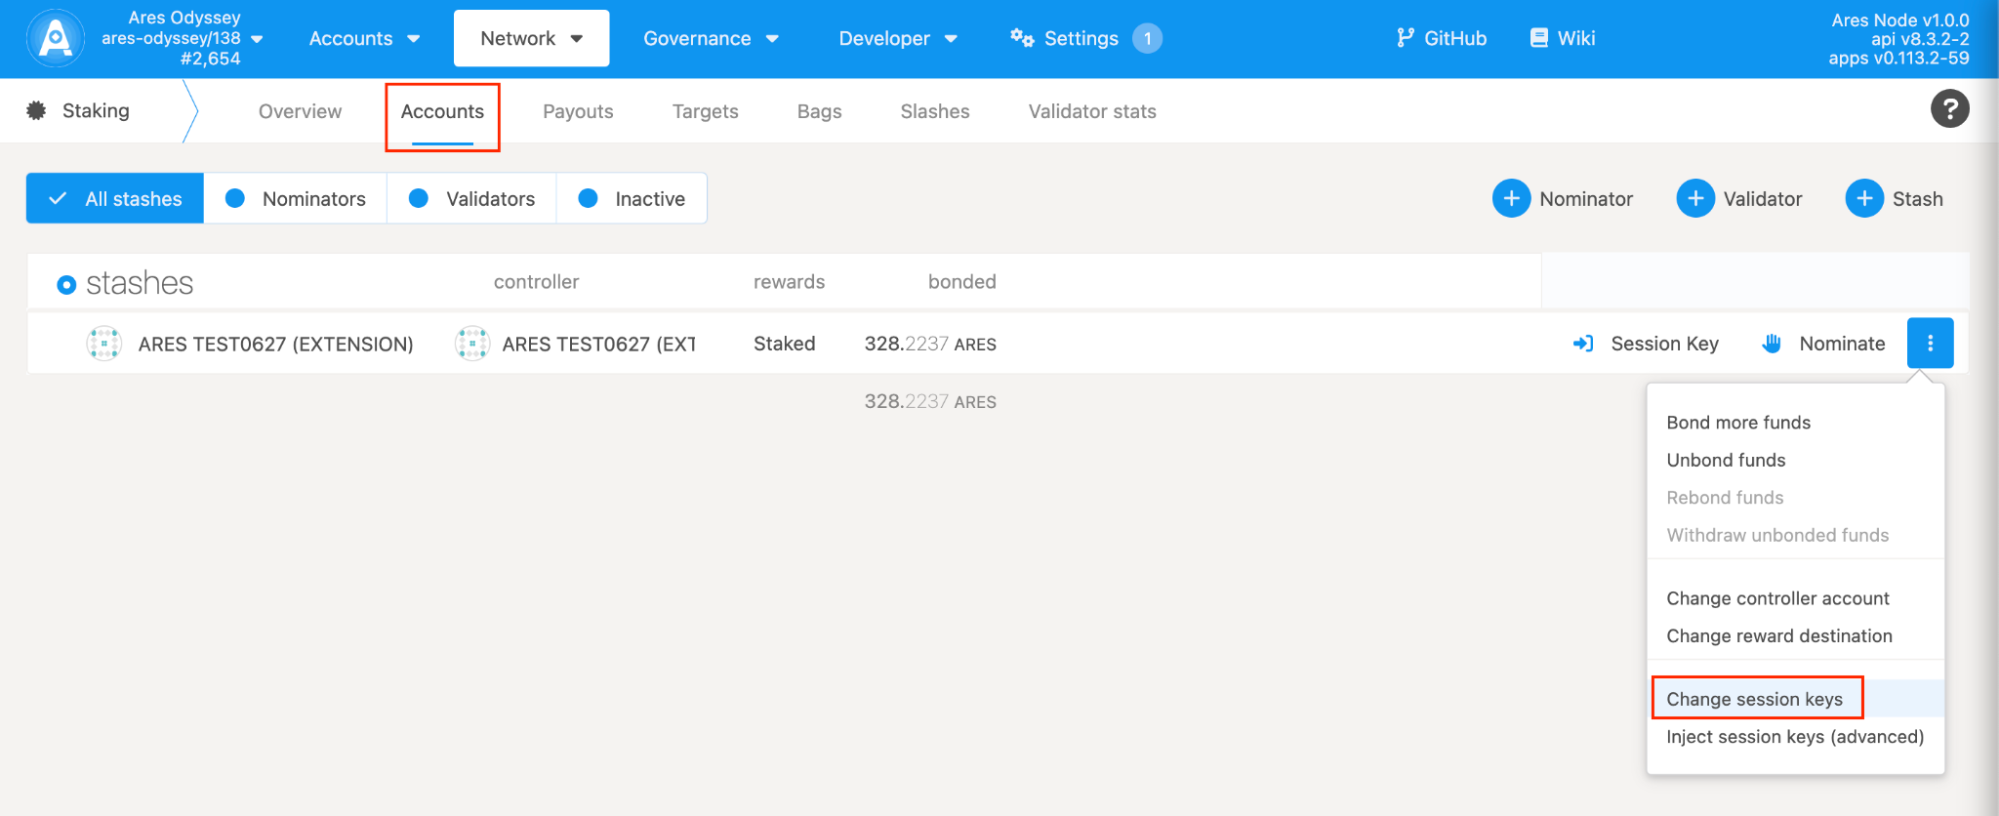 Ares Odyssey
ares-odyssey/138
#2,654
Accounts
Network
Governance
Developer
Settings 1
GitHub
Wiki
Ares Node v1.0.0
api v8.3.2-2
apps v0.113.2-59
Staking
Overview
Accounts
Payouts
Targets
Bags
Slashes
Validator stats
?
All stashes
Nominators
Validators
Inactive
Nominator
Validator
Stash
stashes controller rewards bonded
ARES TEST0627 (EXTENSION) ARES TEST0627 (EXT Staked 328.2237 ARES Session Key Nominate
328.2237 ARES
Bond more funds
Unbond funds
Rebond funds
Withdraw unbonded funds
Change controller account
Change reward destination
Change session keys
Inject session keys (advanced)